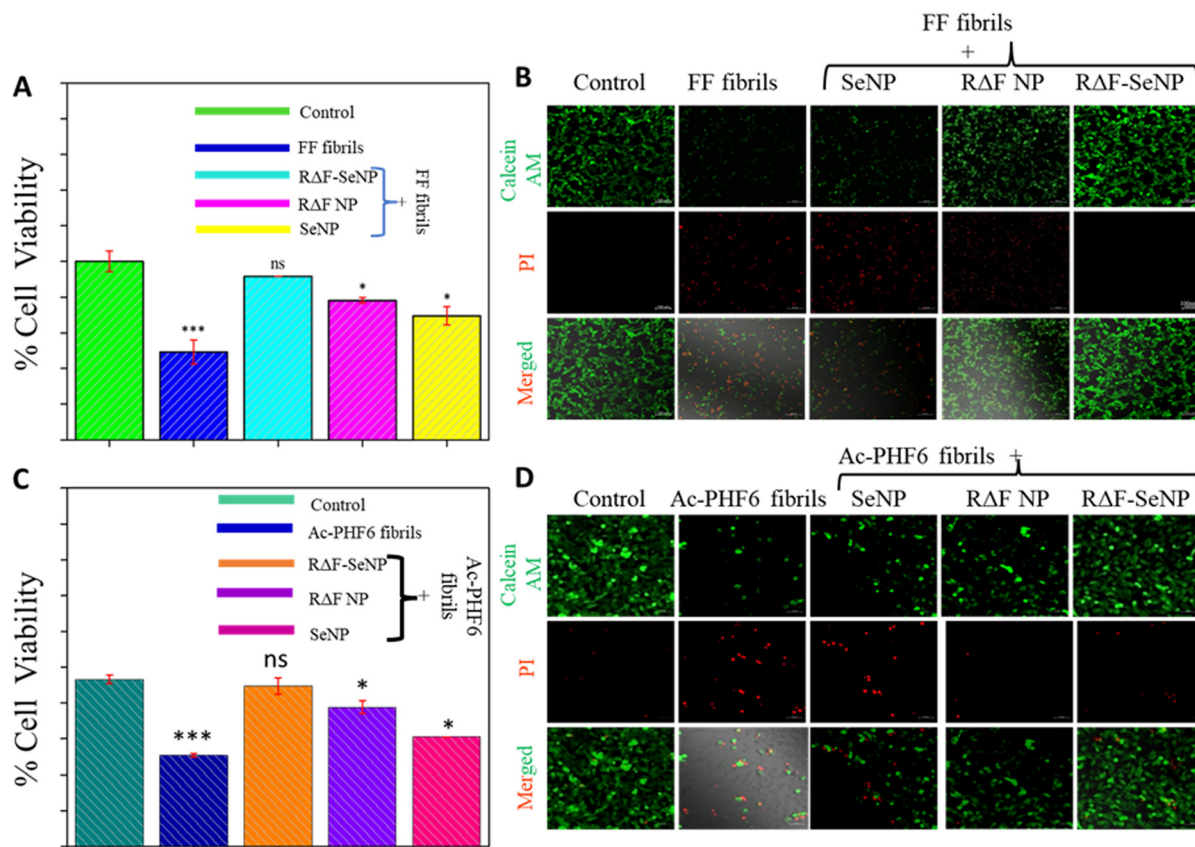 A
% Cell Viability
Control
FF fibrils
RΔF-SeNP
RΔF NP
SeNP
+
FF fibrils
***
ns
*
*
B
FF fibrils
+
Control
FF fibrils
SeNP
RΔF NP
RΔF-SeNP
Calcein
AM
PI
Merged
C
% Cell Viability
Control
Ac-PHF6 fibrils
RΔF-SeNP
RΔF NP
SeNP
+
Ac-PHF6
fibrils
***
ns
*
*
D
Ac-PHF6 fibrils +
Control
Ac-PHF6 fibrils
SeNP
RΔF NP
RΔF-SeNP
Calcein
AM
PI
Merged